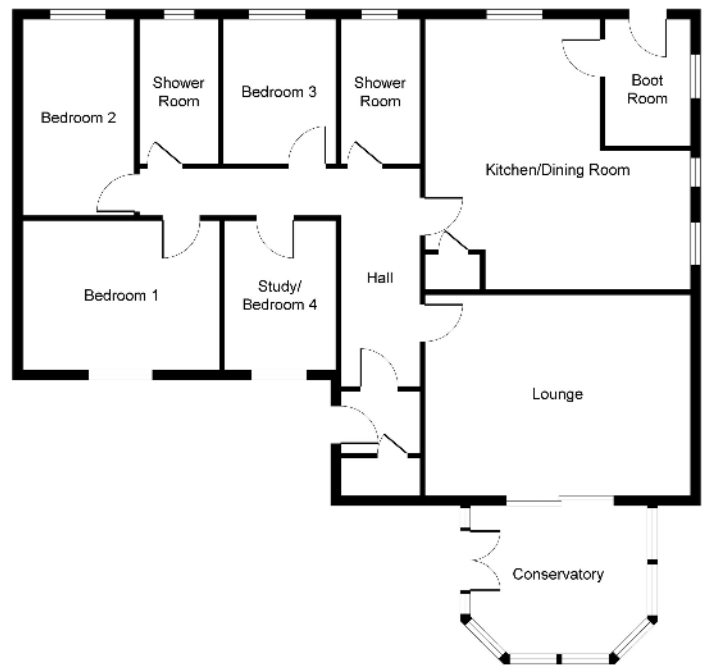 Bedroom 2
Shower
Room
Bedroom 3
Shower
Room
Boot
Room
Kitchen/Dining Room
Bedroom 1
Study/
Bedroom 4
Hall
Lounge
Conservatory